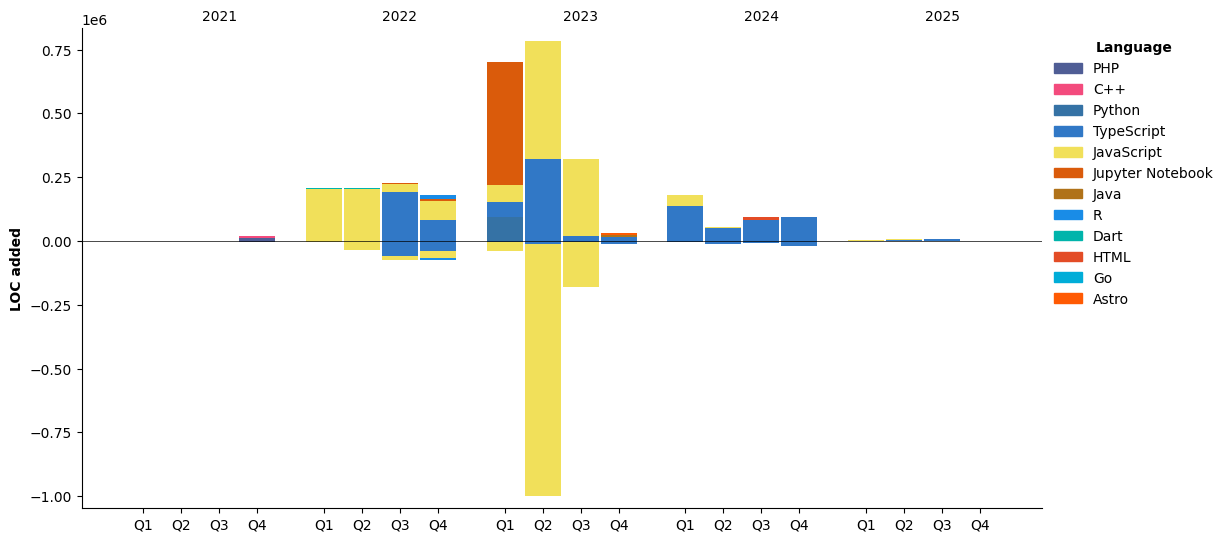 2021 2022 2023 2024 2025
1e6
Language
PHP
C++
Python
TypeScript
JavaScript
Jupyter Notebook
Java
R
Dart
HTML
Go
Astro
LOC added
0.75
0.50
0.25
0.00
−0.25
−0.50
−0.75
−1.00
Q1 Q2 Q3 Q4 Q1 Q2 Q3 Q4 Q1 Q2 Q3 Q4 Q1 Q2 Q3 Q4 Q1 Q2 Q3 Q4